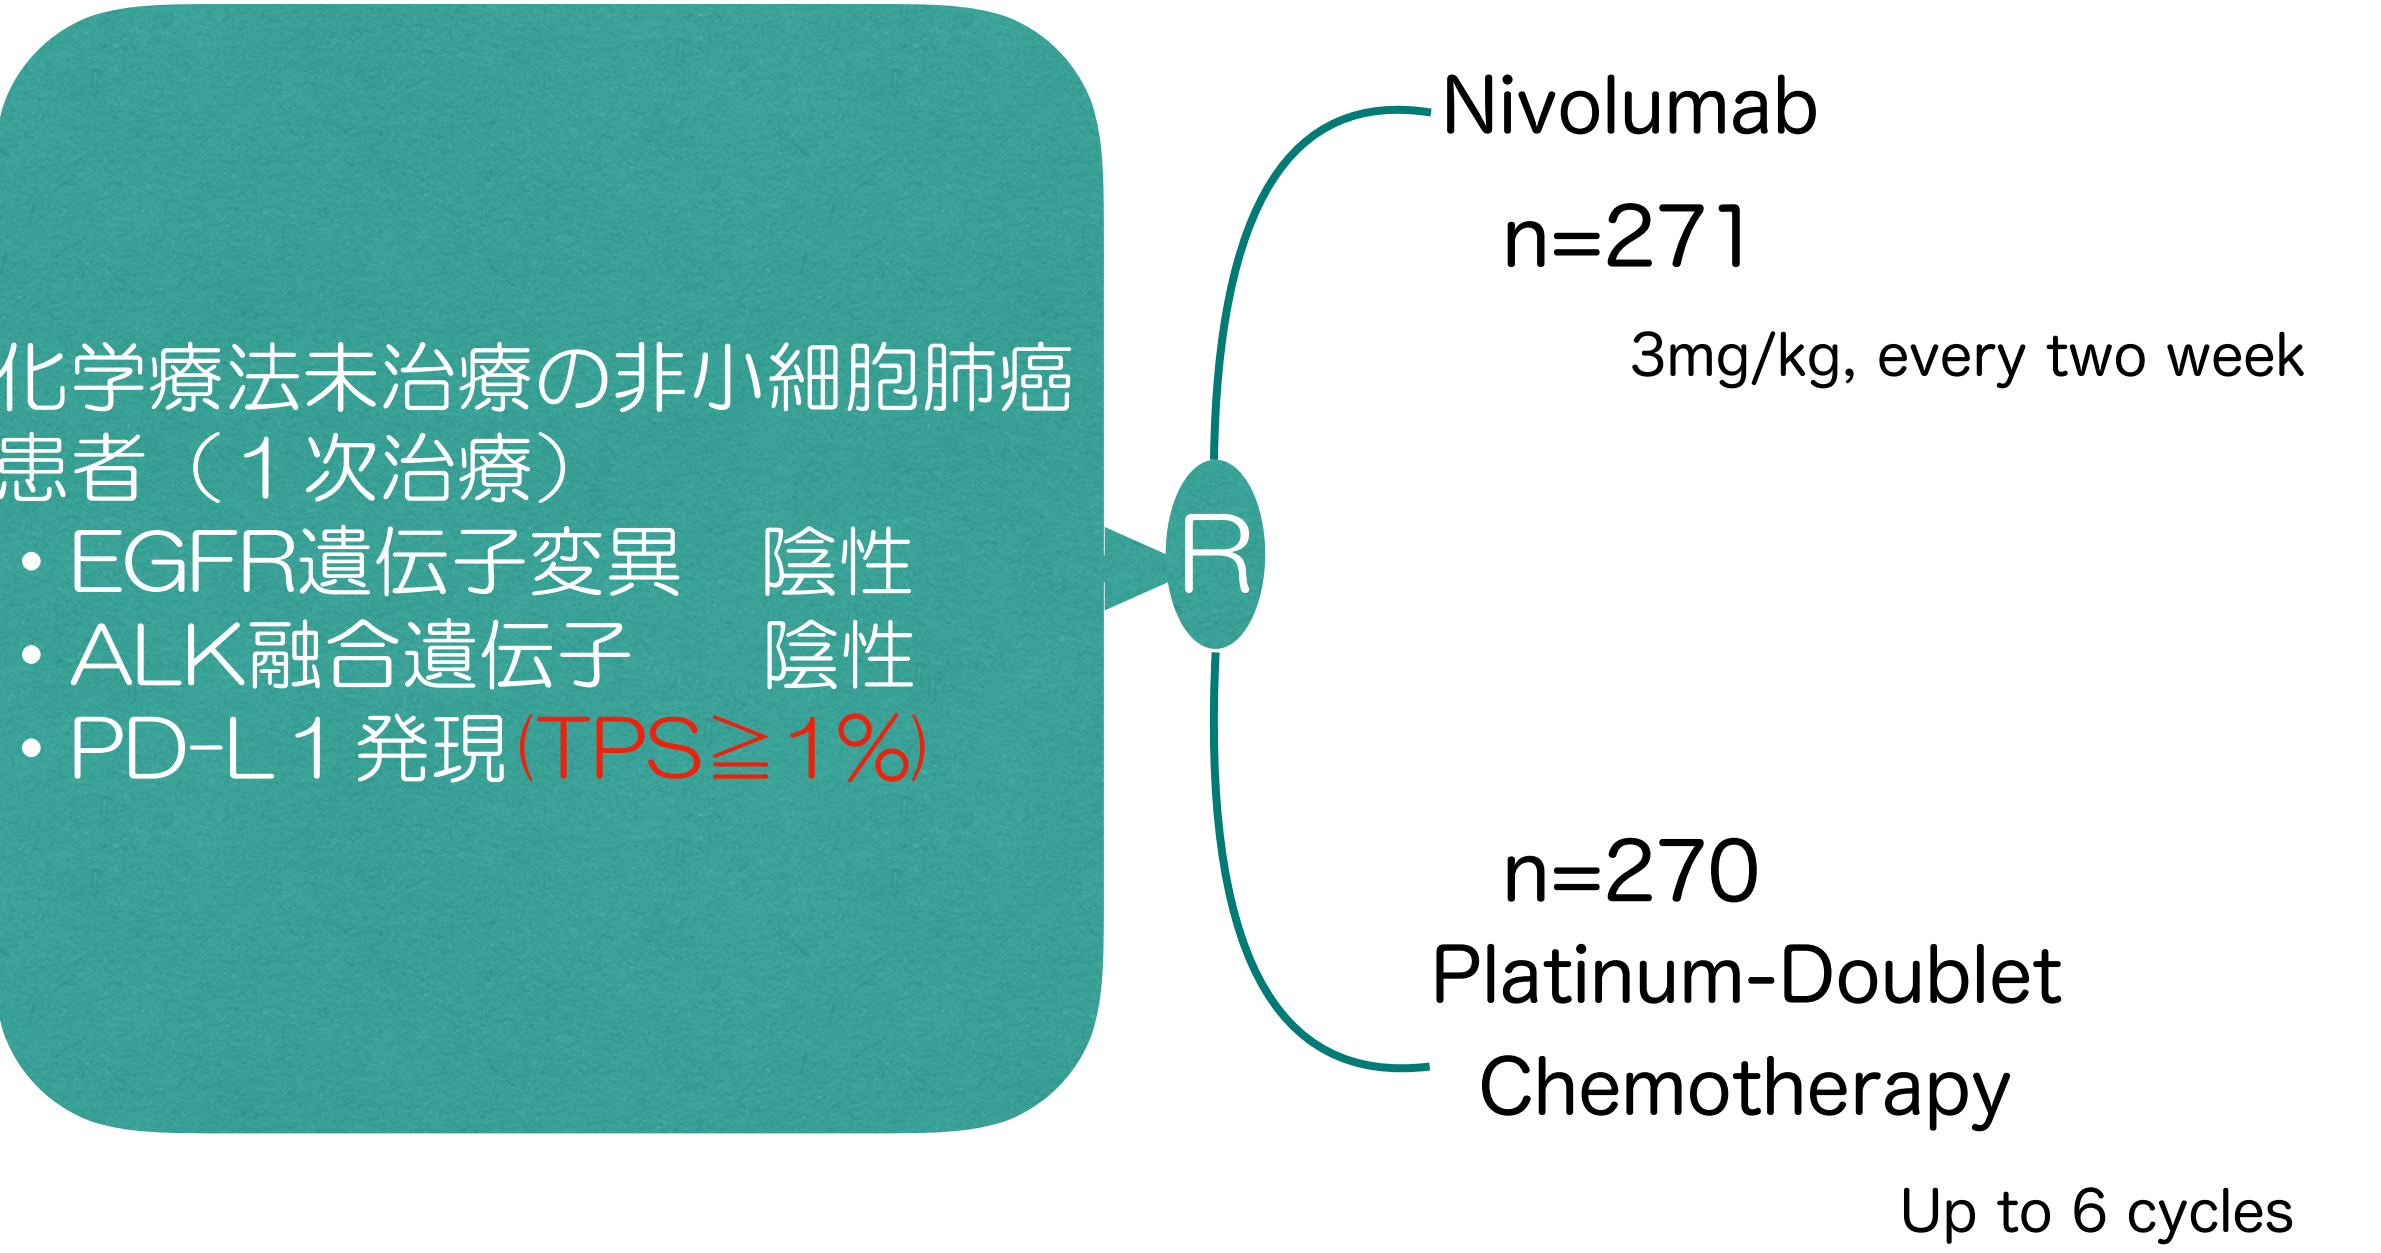 化学療法未治療の非小細胞肺癌
患者（１次治療）
• EGFR遺伝子変異　陰性
• ALK融合遺伝子　　陰性
• PD-L１発現(TPS≧１%)
R
Nivolumab
n=271
3mg/kg, every two week
n=270
Platinum-Doublet
Chemotherapy
Up to 6 cycles